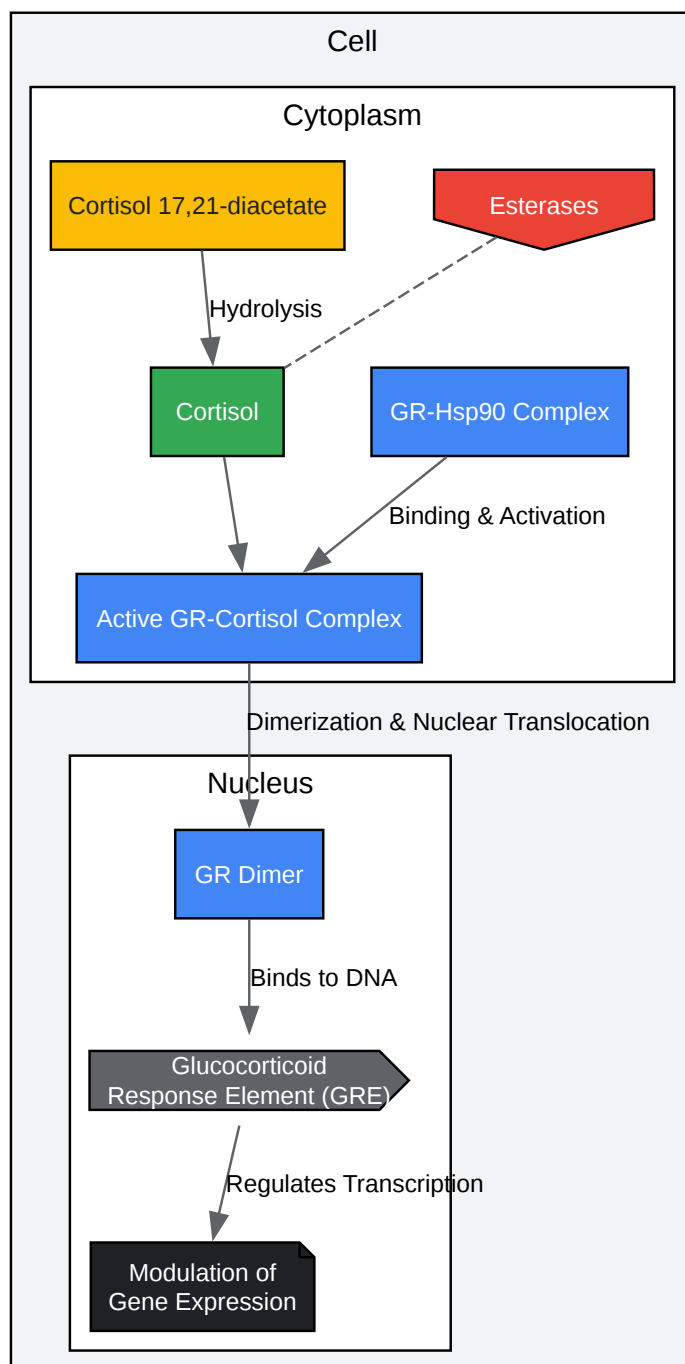 Cell
Cytoplasm
Cortisol 17,21-diacetate
Esterases
Hydrolysis
Cortisol
GR-Hsp90 Complex
Binding & Activation
Active GR-Cortisol Complex
Dimerization & Nuclear Translocation
Nucleus
GR Dimer
Binds to DNA
Glucocorticoid
Response Element (GRE)
Regulates Transcription
Modulation of
Gene Expression